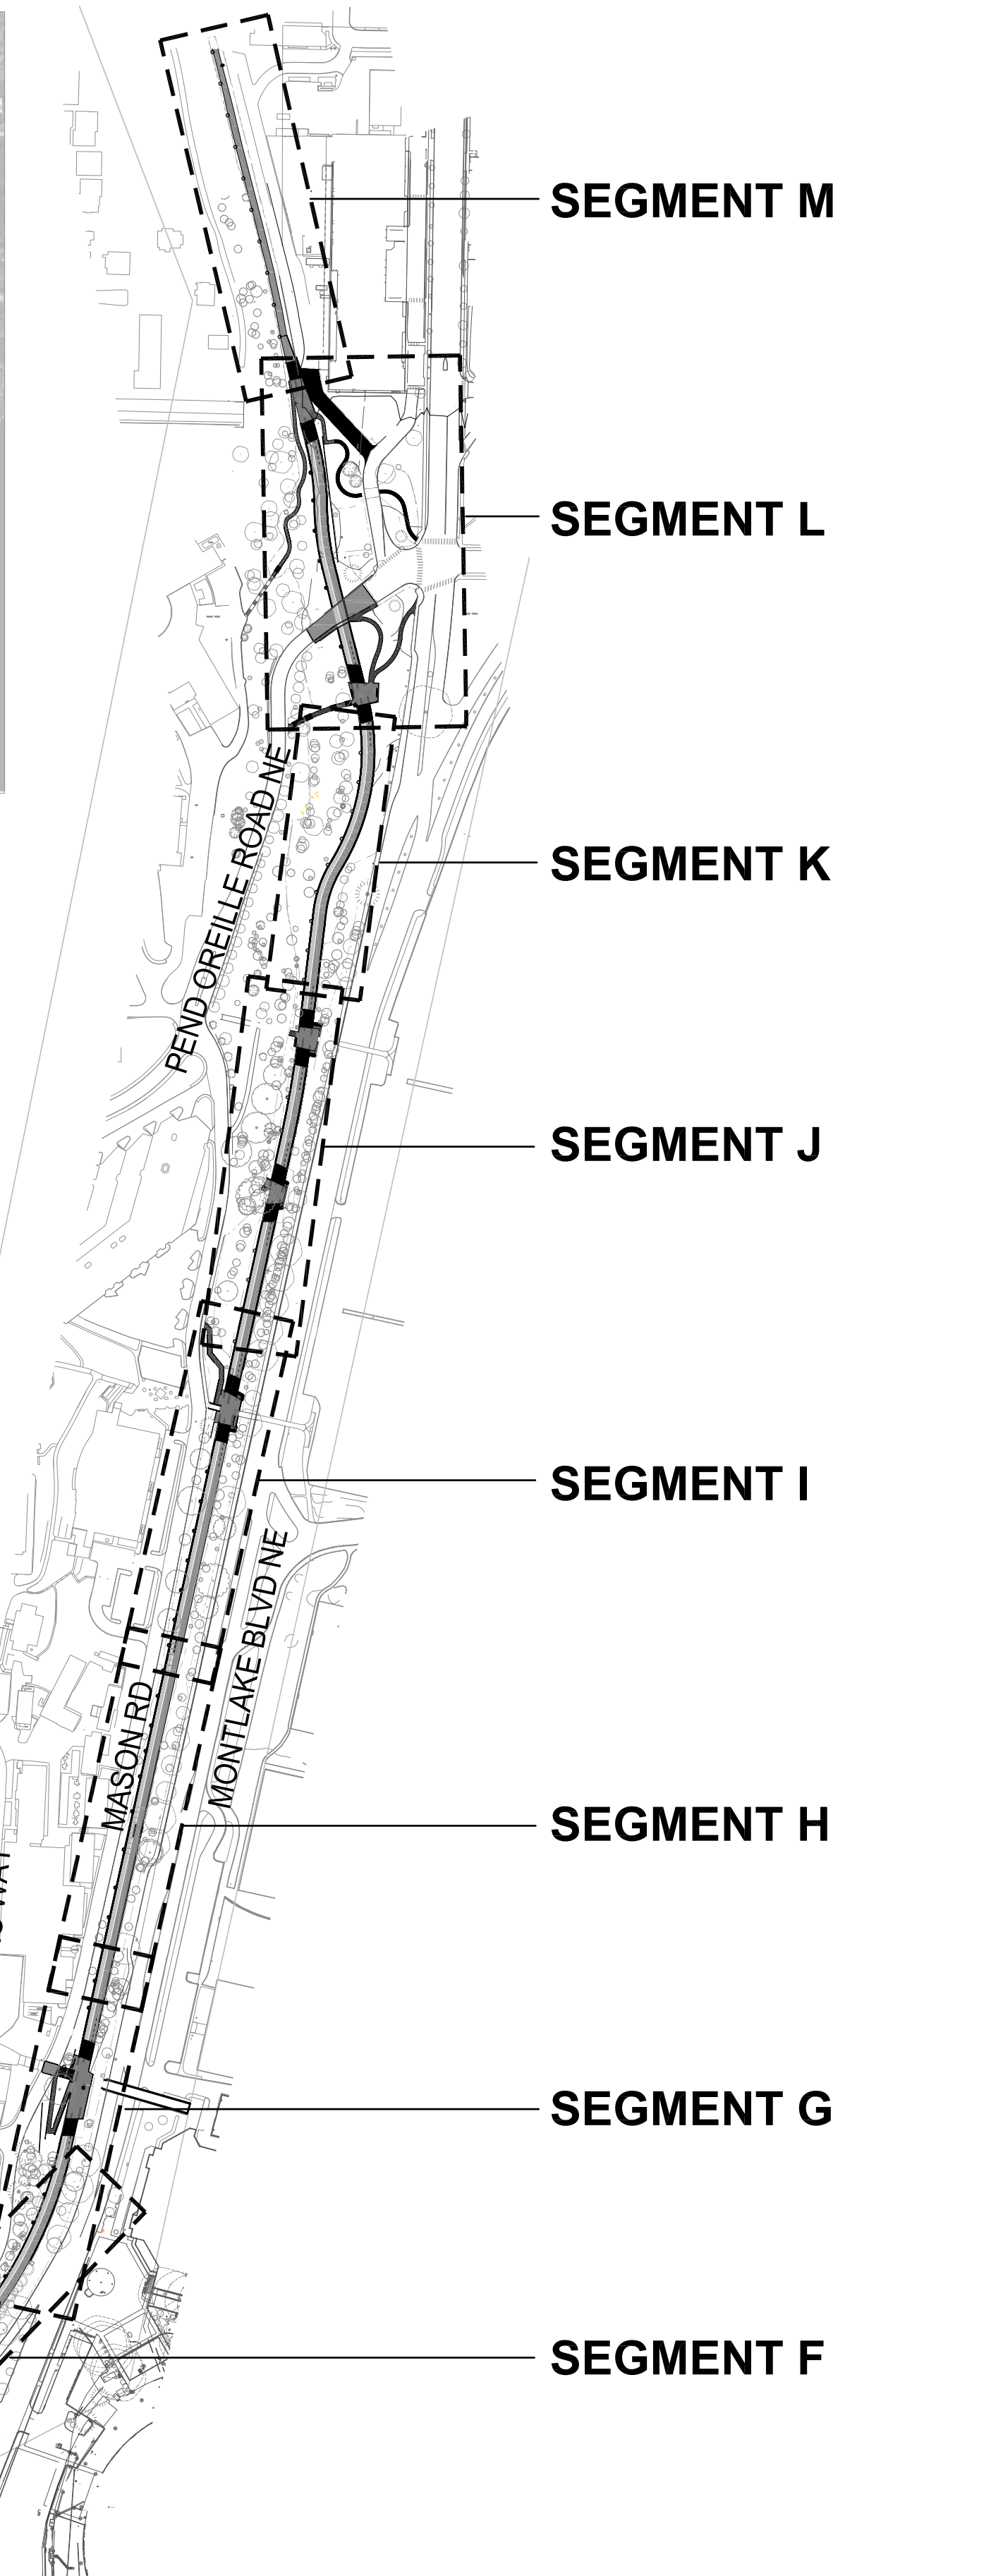 SEGMENT M
SEGMENT L
SEGMENT K
PEND OREILLE ROAD NE
SEGMENT J
SEGMENT I
MONTLAKE BLVD NE
MASON RD
SEGMENT H
SEGMENT G
SEGMENT F